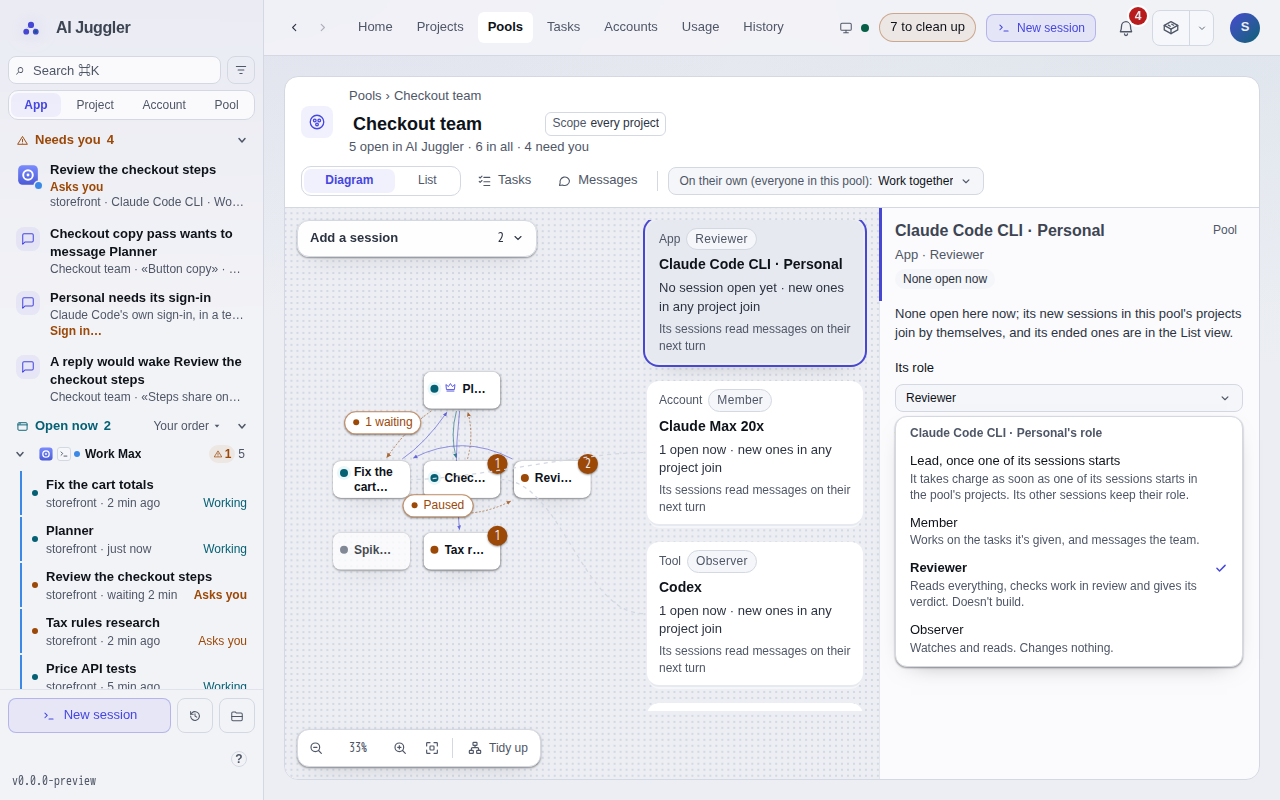 AI Juggler
Search ⌘K
App
Project
Account
Pool
Needs you 4
Review the checkout steps
Asks you
storefront · Claude Code CLI · Wo…
Checkout copy pass wants to
message Planner
Checkout team · «Button copy» · …
Personal needs its sign-in
Claude Code's own sign-in, in a te…
Sign in…
A reply would wake Review the
checkout steps
Checkout team · «Steps share on…
Open now 2
Your order
Work Max
1 5
Fix the cart totals
storefront · 2 min ago
Working
Planner
storefront · just now
Working
Review the checkout steps
storefront · waiting 2 min
Asks you
Tax rules research
storefront · 2 min ago
Asks you
Price API tests
storefront · 5 min ago
Working
New session
?
v0.0.0-preview
Home
Projects
Pools
Tasks
Accounts
Usage
History
7 to clean up
New session
4
S
Pools › Checkout team
Checkout team
Scope every project
5 open in AI Juggler · 6 in all · 4 need you
Diagram
List
Tasks
Messages
On their own (everyone in this pool): Work together
Add a session
2
Pl…
1 waiting
Fix the
cart…
Chec…
1
Revi…
2
Paused
Spik…
Tax r…
1
App
Reviewer
Claude Code CLI · Personal
No session open yet · new ones
in any project join
Its sessions read messages on their
next turn
Account
Member
Claude Max 20x
1 open now · new ones in any
project join
Its sessions read messages on their
next turn
Tool
Observer
Codex
1 open now · new ones in any
project join
Its sessions read messages on their
next turn
33%
Tidy up
Claude Code CLI · Personal
Pool
App · Reviewer
None open now
None open here now; its new sessions in this pool's projects
join by themselves, and its ended ones are in the List view.
Its role
Reviewer
Claude Code CLI · Personal's role
Lead, once one of its sessions starts
It takes charge as soon as one of its sessions starts in
the pool's projects. Its other sessions keep their role.
Member
Works on the tasks it's given, and messages the team.
Reviewer
Reads everything, checks work in review and gives its
verdict. Doesn't build.
Observer
Watches and reads. Changes nothing.